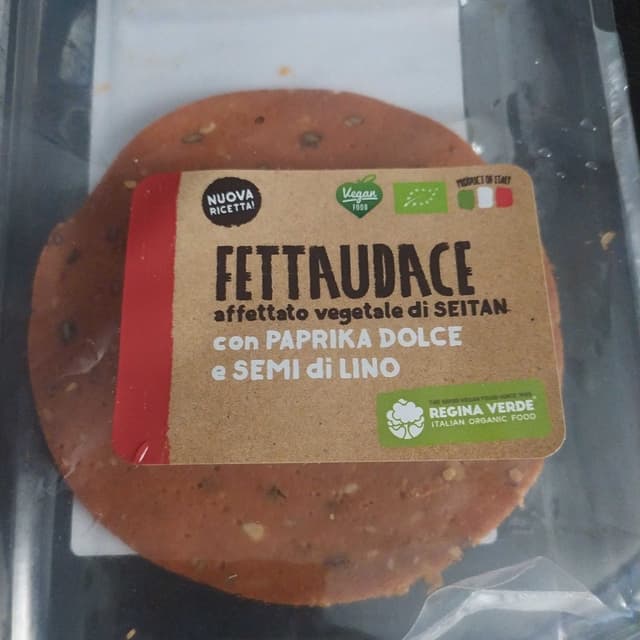 NUOVA
RICETTA!
Vegan
FOOD
PRODUCT OF ITALY
FETTAUDACE
affettato vegetale di SEITAN
con PAPRIKA DOLCE
e SEMI di LINO
REGINA VERDE
ITALIAN ORGANIC FOOD